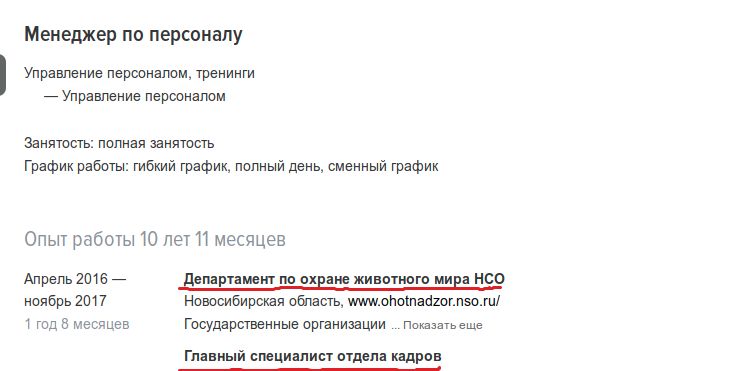 Менеджер по персоналу
Управление персоналом, тренинги
— Управление персоналом
Занятость: полная занятость
График работы: гибкий график, полный день, сменный график
Опыт работы 10 лет 11 месяцев
Апрель 2016 —
ноябрь 2017
1 год 8 месяцев
Департамент по охране животного мира НСО
Новосибирская область, www.ohotnadzor.nso.ru/
Государственные организации ... Показать еще
Главный специалист отдела кадров